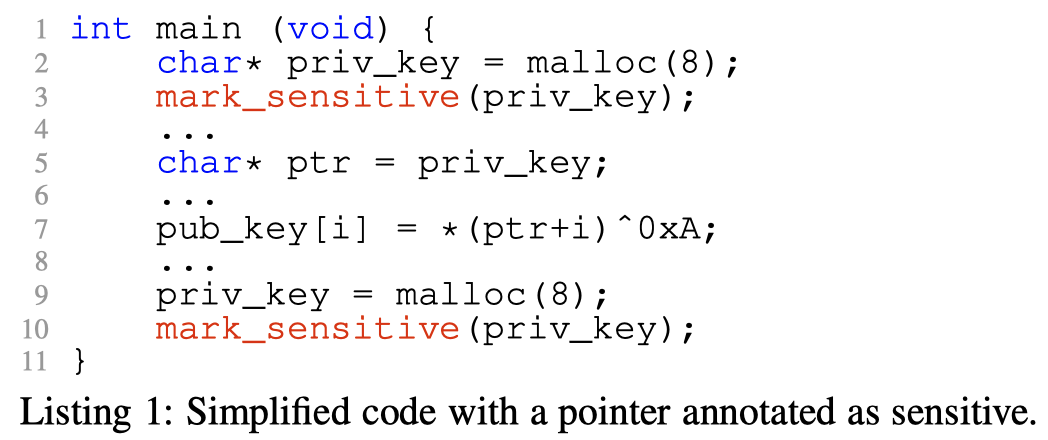 1 int main (void) {
2 char* priv_key = malloc(8);
3 mark_sensitive(priv_key);
4 ...
5 char* ptr = priv_key;
6 ...
7 pub_key[i] = *(ptr+i)^0xA;
8 ...
9 priv_key = malloc(8);
10 mark_sensitive(priv_key);
11 }
Listing 1: Simplified code with a pointer annotated as sensitive.